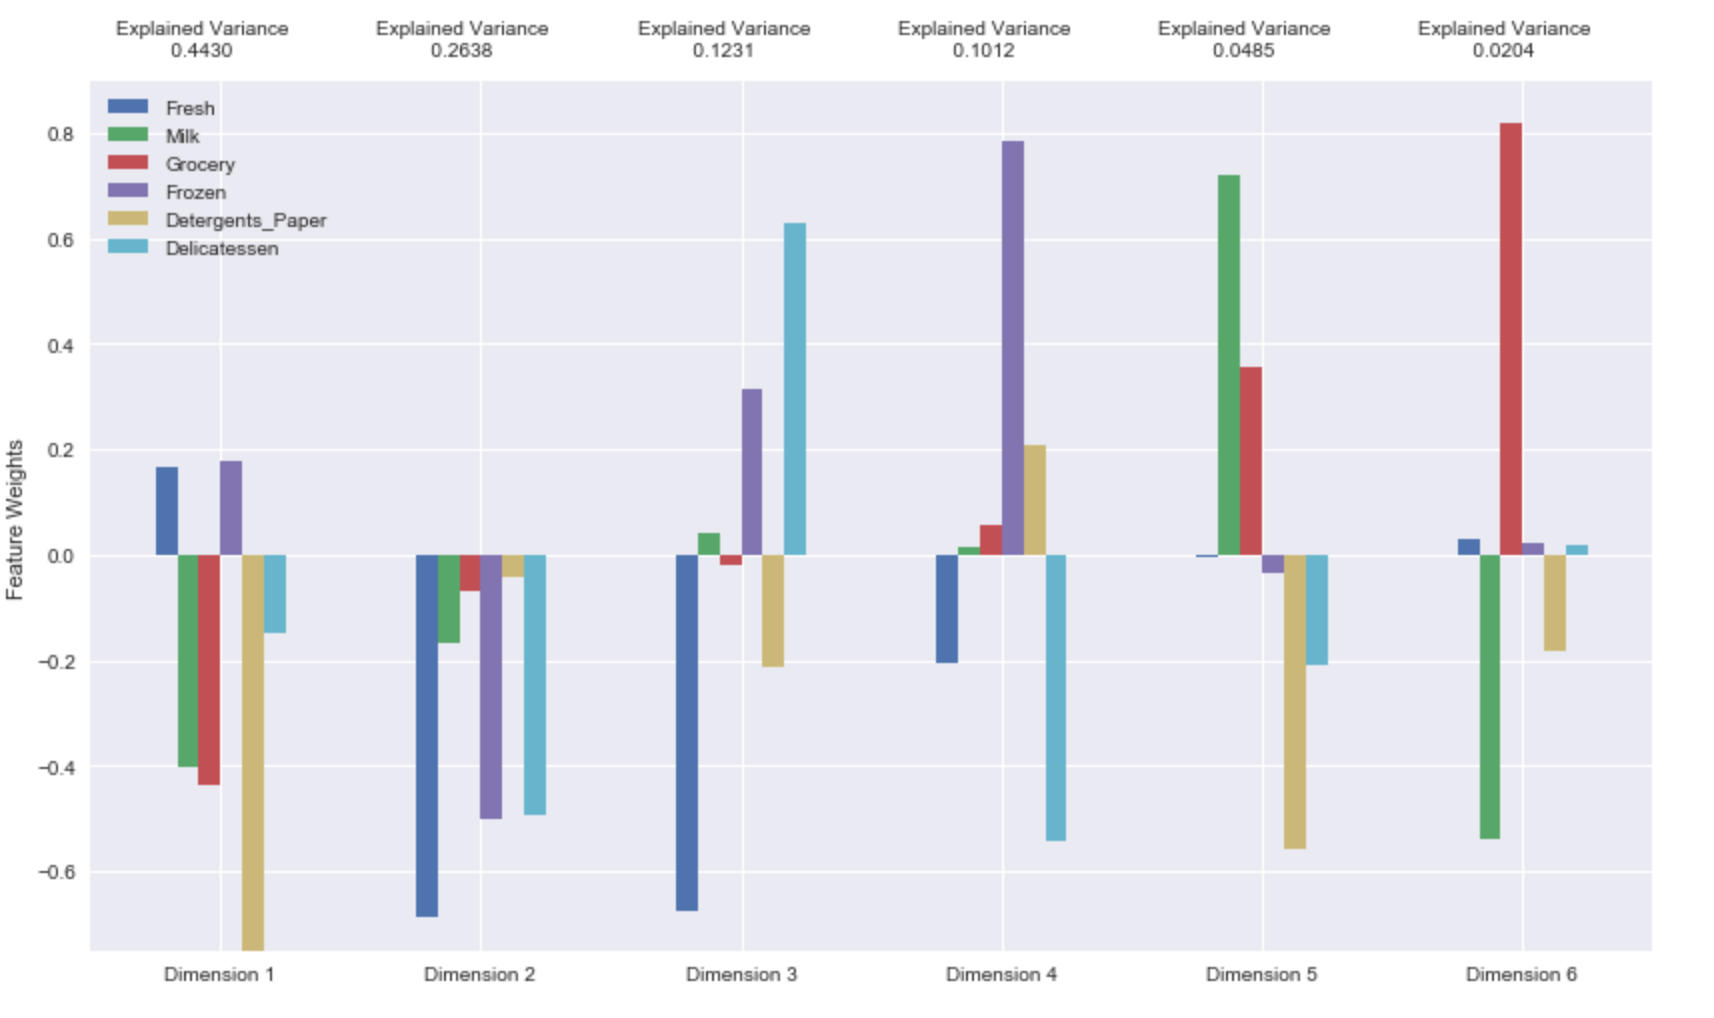 Explained Variance
0.4430
Explained Variance
0.2638
Explained Variance
0.1231
Explained Variance
0.1012
Explained Variance
0.0485
Explained Variance
0.0204
Fresh
Milk
Grocery
Frozen
Detergents_Paper
Delicatessen
0.8
0.6
0.4
0.2
0.0
−0.2
−0.4
−0.6
Feature Weights
Dimension 1
Dimension 2
Dimension 3
Dimension 4
Dimension 5
Dimension 6